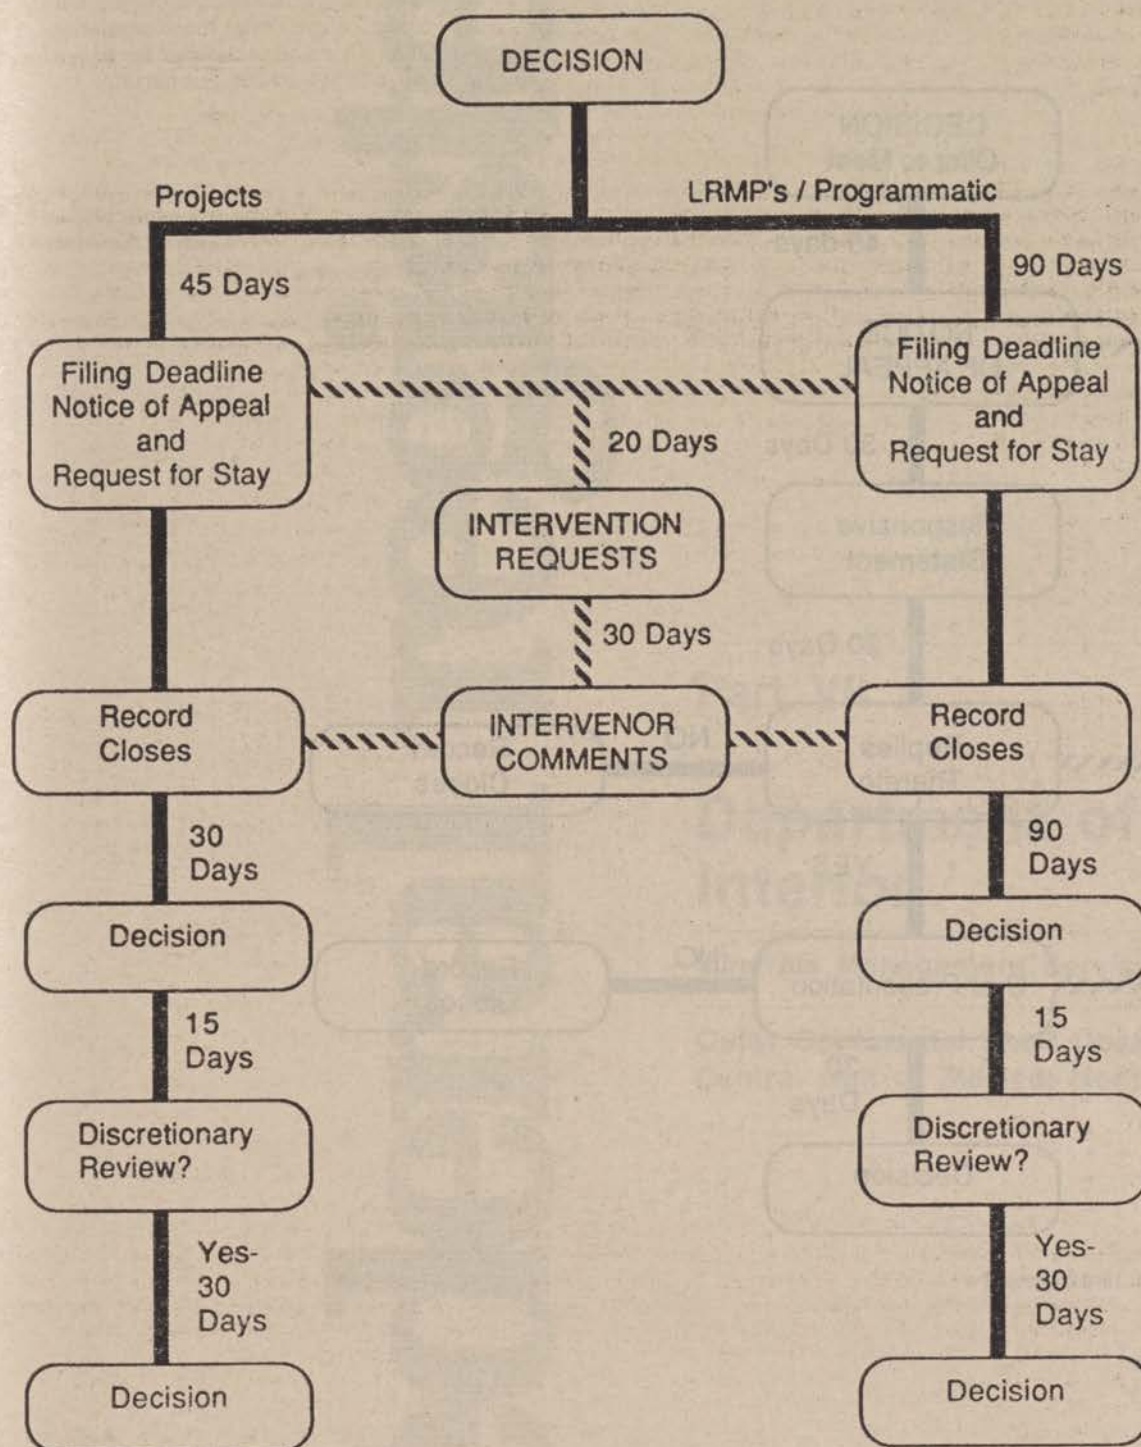 DECISION
Projects
LRMP's / Programmatic
45 Days
90 Days
Filing Deadline
Notice of Appeal
and
Request for Stay
Filing Deadline
Notice of Appeal
and
Request for Stay
20 Days
INTERVENTION
REQUESTS
30 Days
Record
Closes
INTERVENOR
COMMENTS
Record
Closes
30
Days
90
Days
Decision
Decision
15
Days
15
Days
Discretionary
Review?
Discretionary
Review?
Yes-
30
Days
Yes-
30
Days
Decision
Decision